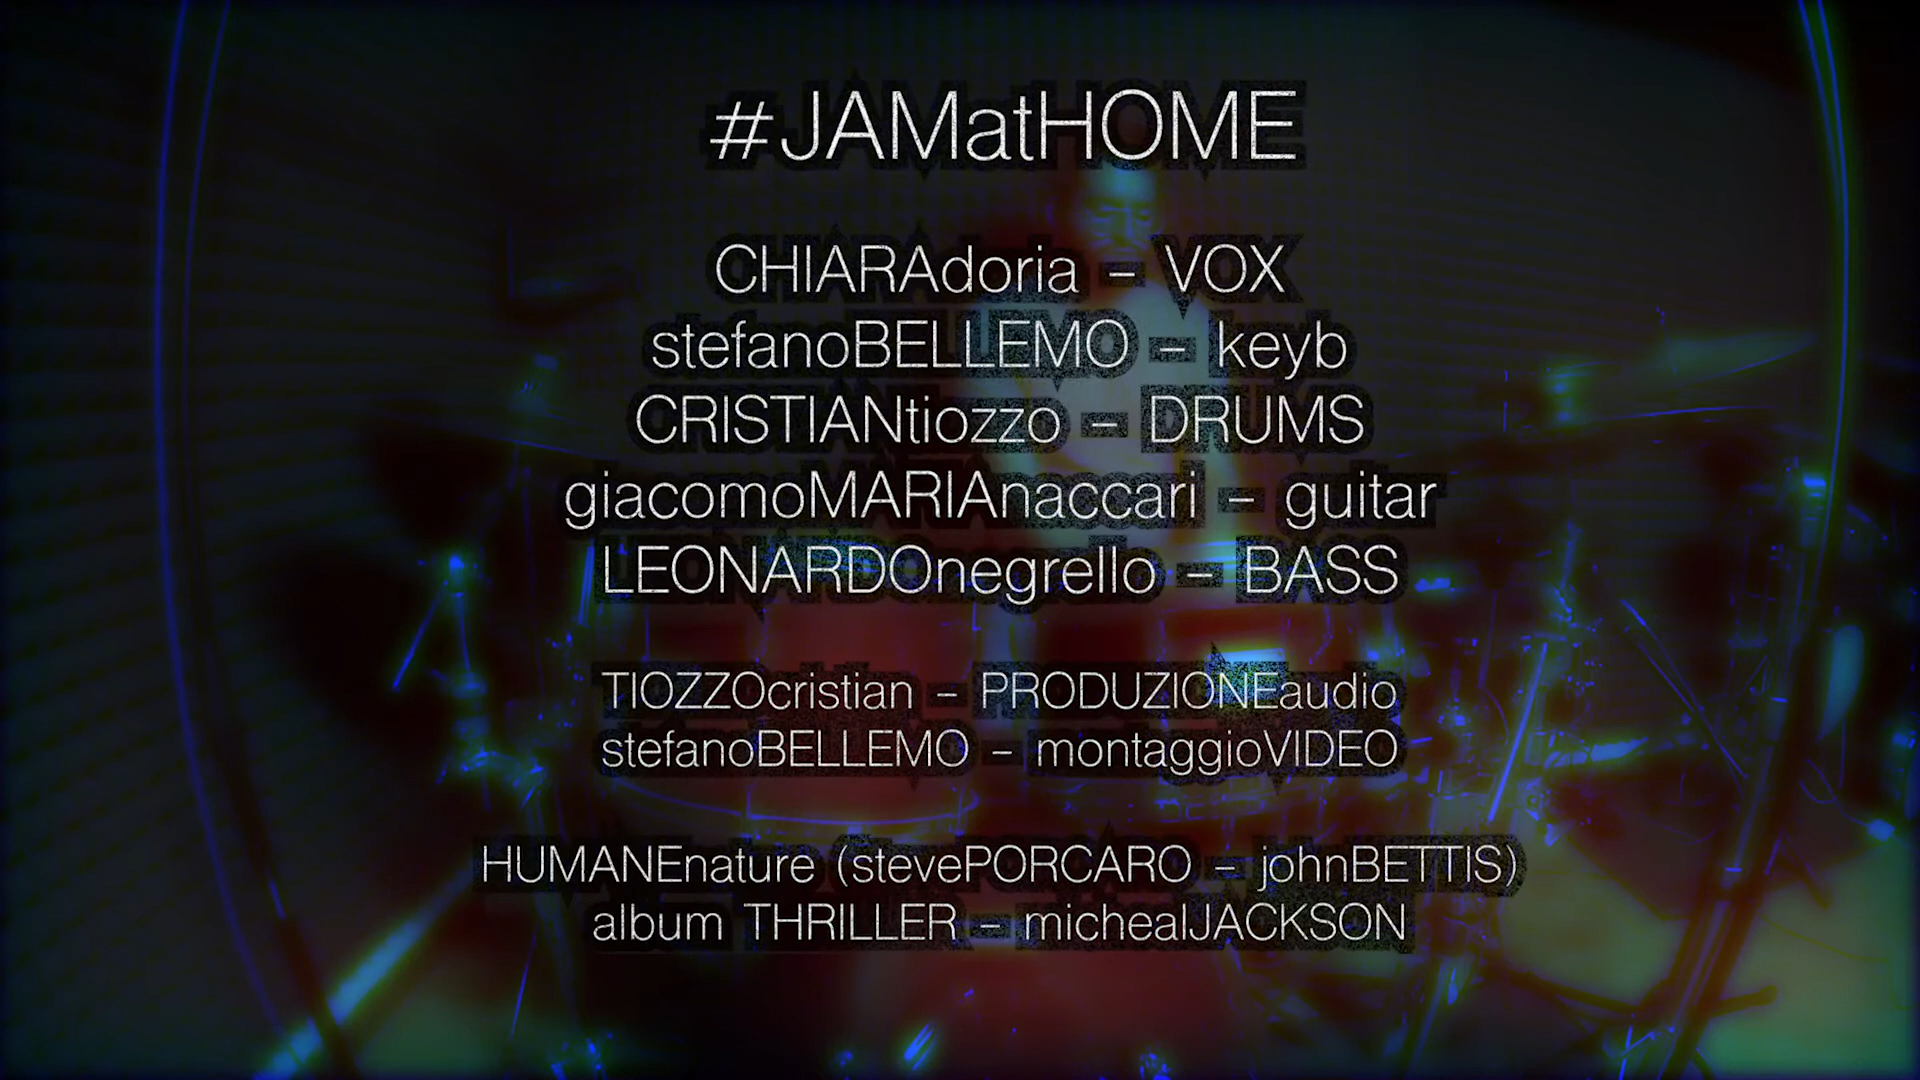 #JAMatHOME
CHIARAdoria - VOX
stefanoBELLEMO - keyb
CRISTIANtiozzo - DRUMS
giacomoMARIAnaccari - guitar
LEONARDOnegrello - BASS
TIOZZOcristian - PRODUZIONEaudio
stefanoBELLEMO - montaggioVIDEO
HUMANEnature (stevePORCARO - johnBETTIS)
album THRILLER - michealJACKSON